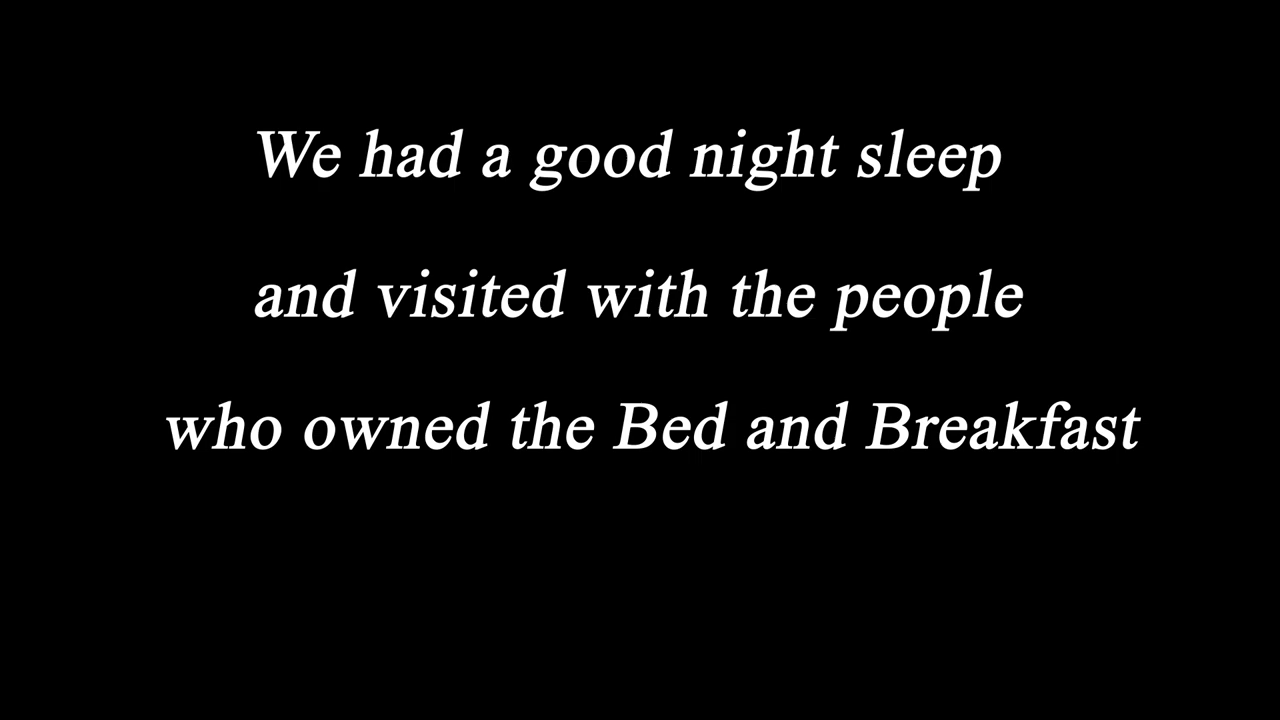 We had a good night sleep
and visited with the people
who owned the Bed and Breakfast